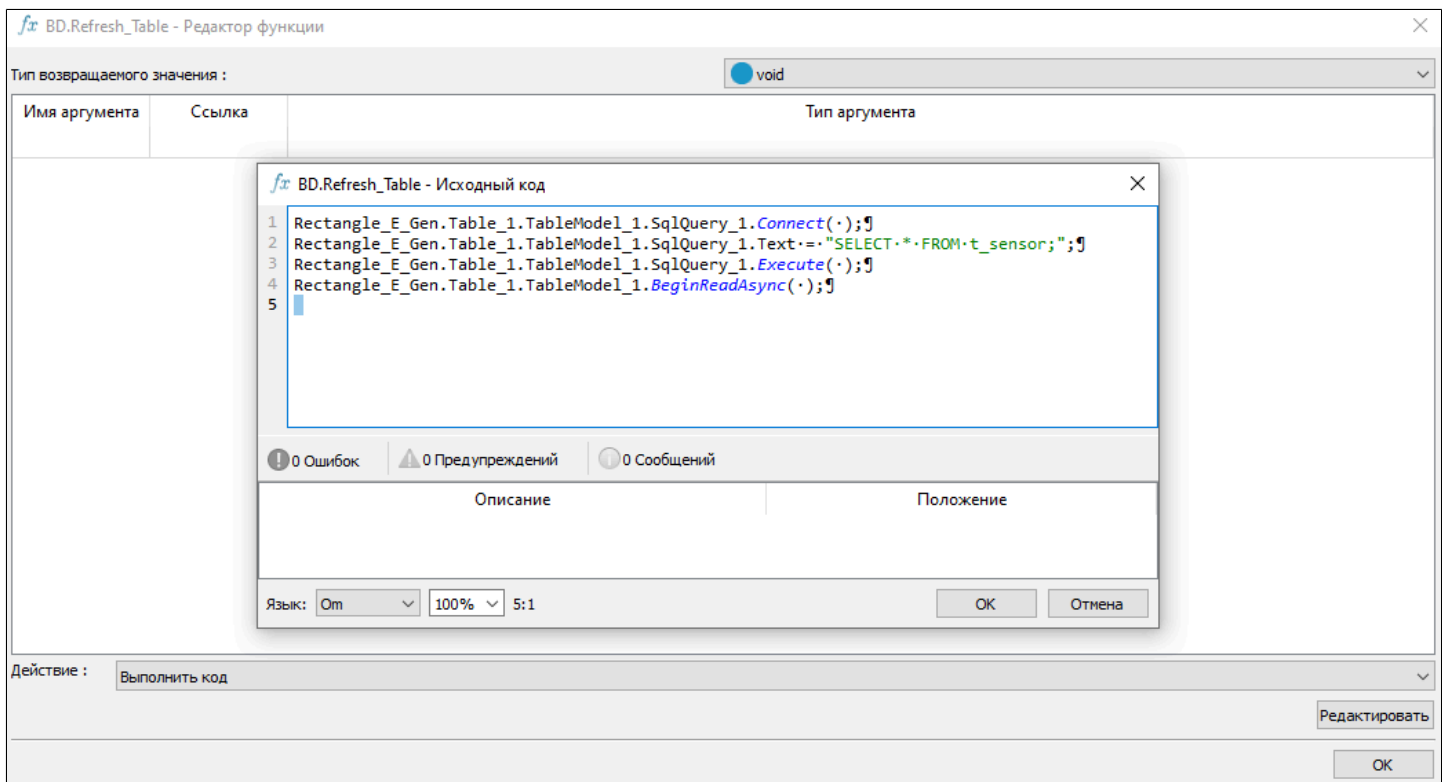 fx BD.Refresh_Table - Редактор функции
Тип возвращаемого значения : void
Имя аргумента Ссылка Тип аргумента
fx BD.Refresh_Table - Исходный код
1 Rectangle_E_Gen.Table_1.TableModel_1.SqlQuery_1.Connect(·);¶
2 Rectangle_E_Gen.Table_1.TableModel_1.SqlQuery_1.Text·=·"SELECT·*·FROM·t_sensor;";¶
3 Rectangle_E_Gen.Table_1.TableModel_1.SqlQuery_1.Execute(·);¶
4 Rectangle_E_Gen.Table_1.TableModel_1.BeginReadAsync(·);¶
5
0 Ошибок 0 Предупреждений 0 Сообщений
Описание Положение
Язык: Om 100% 5:1 OK Отмена
Действие : Выполнить код
Редактировать
OK